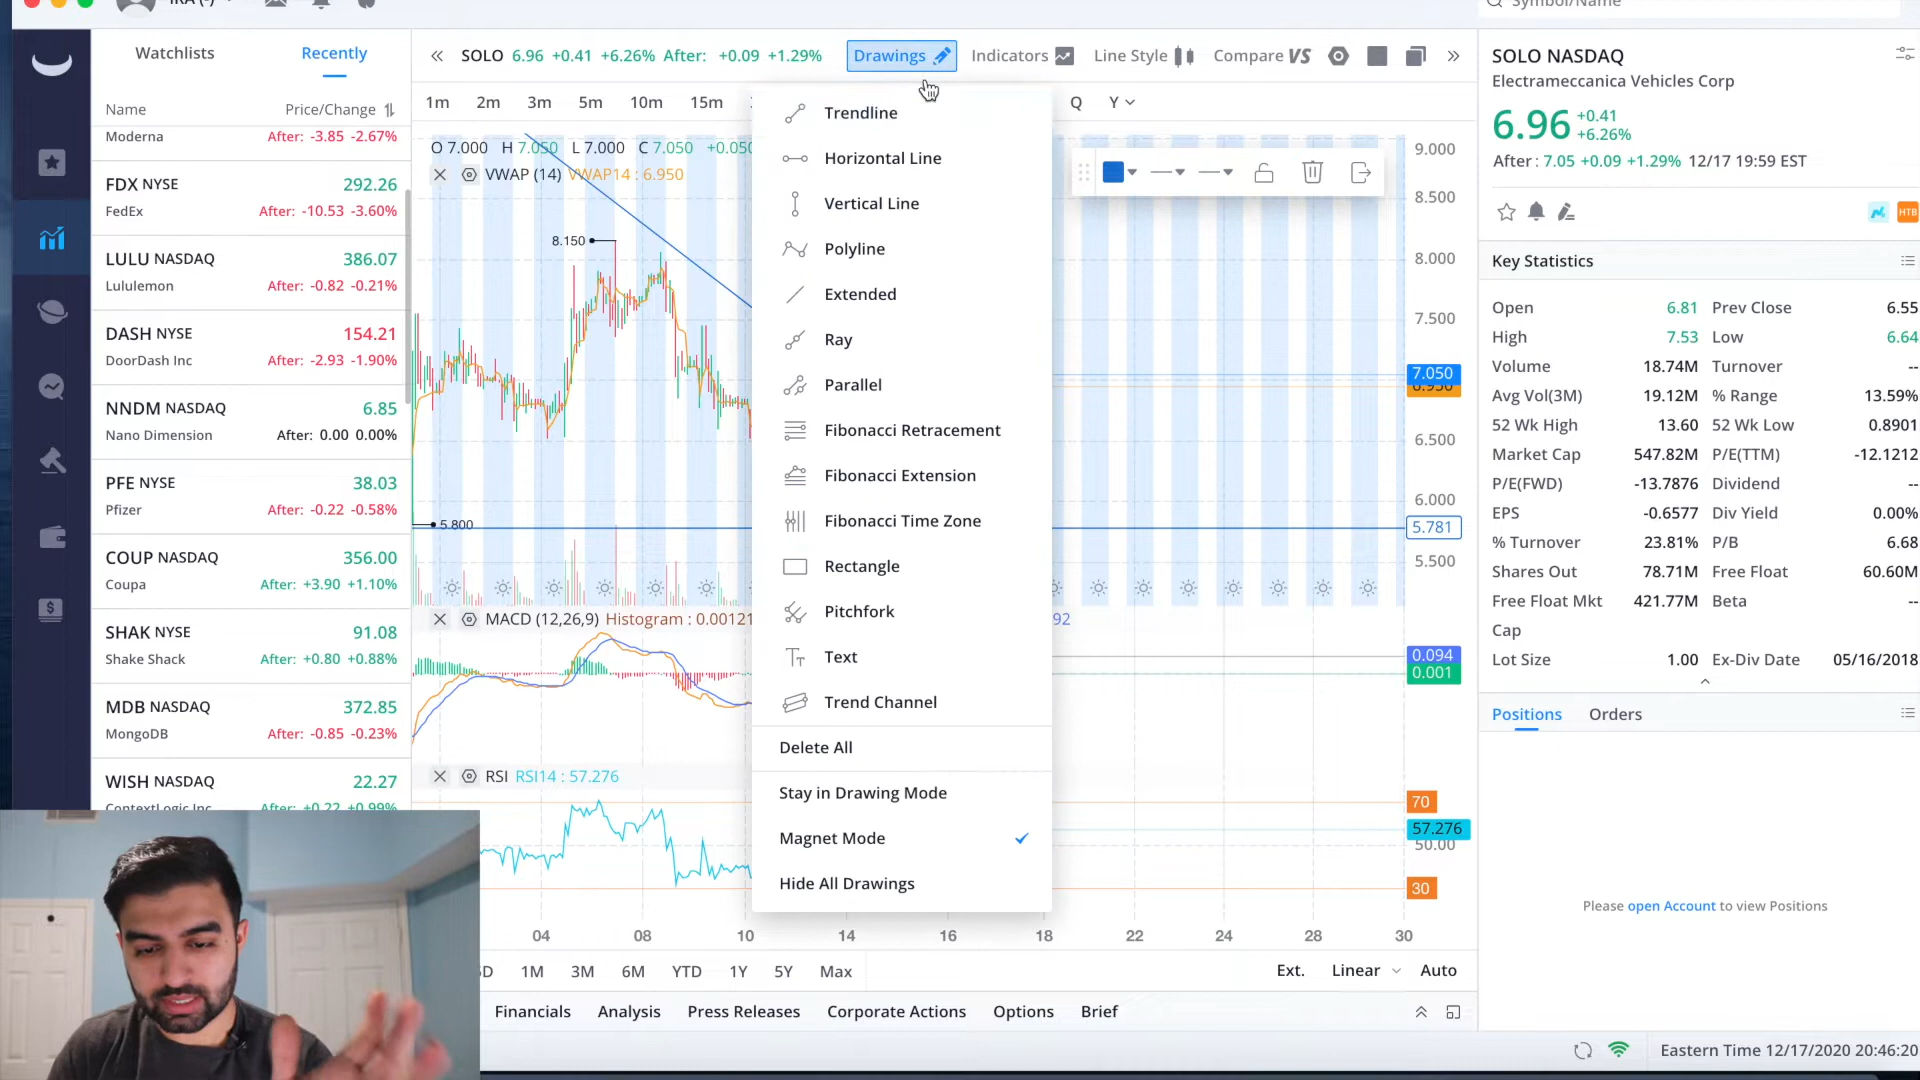 Watchlists
Recently
Name Price/Change
Moderna After: -3.85 -2.67%
FDX NYSE 292.26
FedEx After: -10.53 -3.60%
LULU NASDAQ 386.07
Lululemon After: -0.82 -0.21%
DASH NYSE 154.21
DoorDash Inc After: -2.93 -1.90%
NNDM NASDAQ 6.85
Nano Dimension After: 0.00 0.00%
PFE NYSE 38.03
Pfizer After: -0.22 -0.58%
COUP NASDAQ 356.00
Coupa After: +3.90 +1.10%
SHAK NYSE 91.08
Shake Shack After: +0.80 +0.88%
MDB NASDAQ 372.85
MongoDB After: -0.85 -0.23%
WISH NASDAQ 22.27
ContextLogic Inc After: +0.22 +0.99%
SOLO 6.96 +0.41 +6.26% After: +0.09 +1.29%
Drawings
Indicators
Line Style
Compare VS
1m 2m 3m 5m 10m 15m Q Y
O 7.000 H 7.050 L 7.000 C 7.050 +0.050
VWAP (14) VWAP14 : 6.950
8.150
5.800
MACD (12,26,9) Histogram : 0.00121
92
RSI RSI14 : 57.276
Trendline
Horizontal Line
Vertical Line
Polyline
Extended
Ray
Parallel
Fibonacci Retracement
Fibonacci Extension
Fibonacci Time Zone
Rectangle
Pitchfork
Text
Trend Channel
Delete All
Stay in Drawing Mode
Magnet Mode
Hide All Drawings
9.000
8.500
8.000
7.500
7.050
6.950
6.500
6.000
5.781
5.500
0.094
0.001
70
57.276
50.00
30
04 08 10 14 16 18 22 24 28 30
1M 3M 6M YTD 1Y 5Y Max
Ext. Linear Auto
Financials Analysis Press Releases Corporate Actions Options Brief
Symbol/Name
SOLO NASDAQ
Electrameccanica Vehicles Corp
6.96 +0.41
+6.26%
After : 7.05 +0.09 +1.29% 12/17 19:59 EST
HTB
Key Statistics
Open 6.81 Prev Close 6.55
High 7.53 Low 6.64
Volume 18.74M Turnover --
Avg Vol(3M) 19.12M % Range 13.59%
52 Wk High 13.60 52 Wk Low 0.8901
Market Cap 547.82M P/E(TTM) -12.1212
P/E(FWD) -13.7876 Dividend --
EPS -0.6577 Div Yield 0.00%
% Turnover 23.81% P/B 6.68
Shares Out 78.71M Free Float 60.60M
Free Float Mkt 421.77M Beta --
Cap
Lot Size 1.00 Ex-Div Date 05/16/2018
Positions Orders
Please open Account to view Positions
Eastern Time 12/17/2020 20:46:20